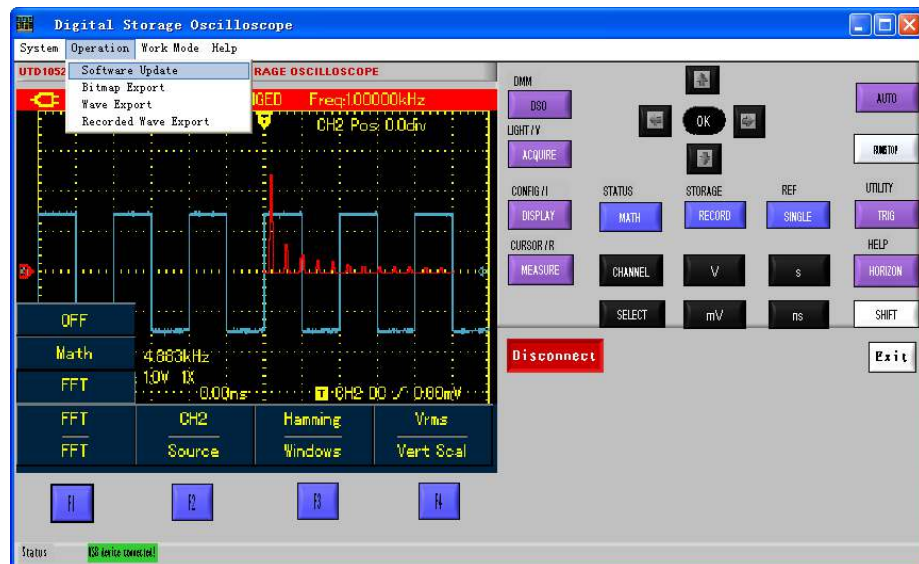 Digital Storage Oscilloscope
System Operation Work Mode Help
Software Update
Bitmap Export
Wave Export
Recorded Wave Export
UTD1052
RAGE OSCILLOSCOPE
GGED Freq:100000kHz
CH2 Pos: 0.0div
OFF
Math
FFT
4.883kHz
1.0V 1X
0.00ns
T CH2 DC 0.00mV
FFT CH2 Hamming Vrms
FFT Source Windows Vert Scal
F1 F2 F3 F4
DMM
DSO
LIGHT/V
ACQUIRE
CONFIG/I
DISPLAY
CURSOR/R
MEASURE
OK
AUTO
RUN/STOP
STATUS STORAGE REF UTILITY
MATH RECORD SINGLE TRIG
HELP
CHANNEL V s HORIZON
SELECT mV ns SHIFT
Disconnect Exit
Status USB device connected!